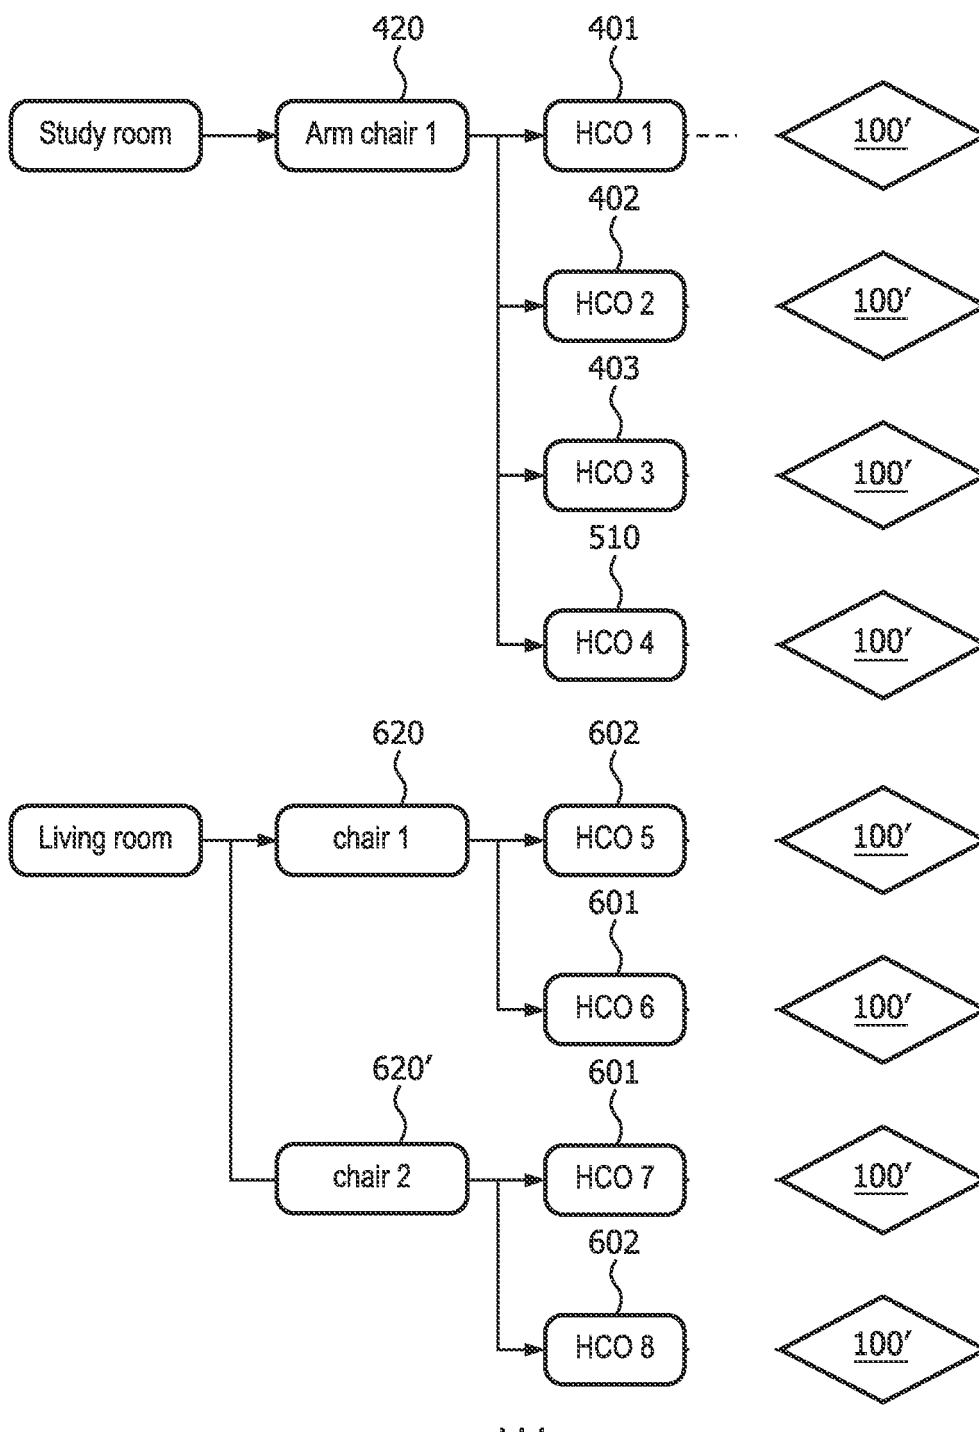 420 401
Study room Arm chair 1 HCO 1 100'
402
HCO 2 100'
403
HCO 3 100'
510
HCO 4 100'
620 602
Living room chair 1 HCO 5 100'
601
HCO 6 100'
620' 601
chair 2 HCO 7 100'
602
HCO 8 100'